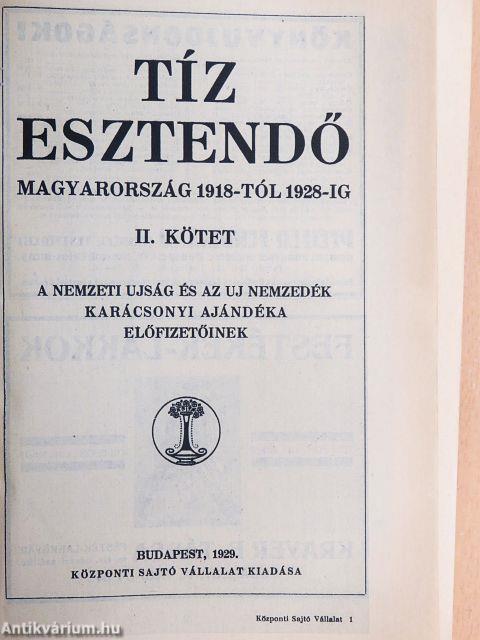 TÍZ
ESZTENDŐ
MAGYARORSZÁG 1918-TÓL 1928-IG
II. KÖTET
A NEMZETI UJSÁG ÉS AZ UJ NEMZEDÉK
KARÁCSONYI AJÁNDÉKA
ELŐFIZETŐINEK
BUDAPEST, 1929.
KÖZPONTI SAJTÓ VÁLLALAT KIADÁSA
Központi Sajtó Vállalat 1
Antikvárium.hu